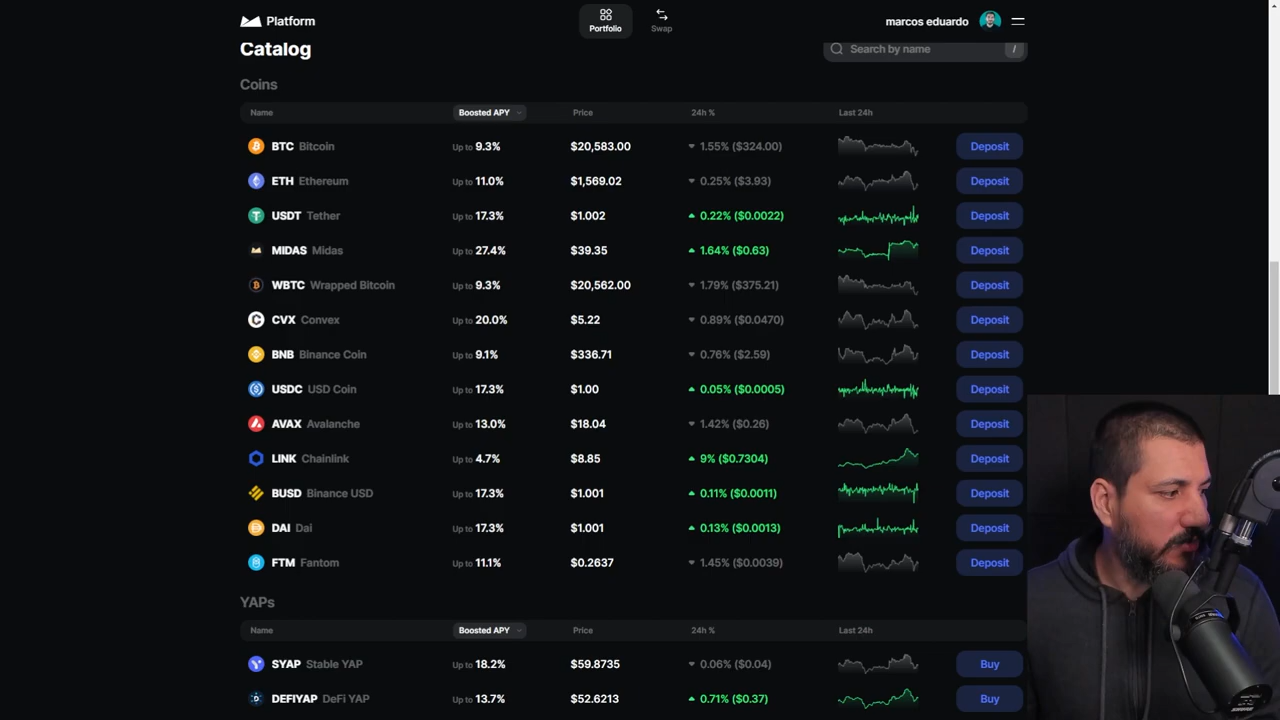 Platform
Portfolio
Swap
marcos eduardo
Catalog
Search by name /
Coins
Name Boosted APY Price 24h % Last 24h
BTC Bitcoin Up to 9.3% $20,583.00 1.55% ($324.00) Deposit
ETH Ethereum Up to 11.0% $1,569.02 0.25% ($3.93) Deposit
USDT Tether Up to 17.3% $1.002 0.22% ($0.0022) Deposit
MIDAS Midas Up to 27.4% $39.35 1.64% ($0.63) Deposit
WBTC Wrapped Bitcoin Up to 9.3% $20,562.00 1.79% ($375.21) Deposit
CVX Convex Up to 20.0% $5.22 0.89% ($0.0470) Deposit
BNB Binance Coin Up to 9.1% $336.71 0.76% ($2.59) Deposit
USDC USD Coin Up to 17.3% $1.00 0.05% ($0.0005) Deposit
AVAX Avalanche Up to 13.0% $18.04 1.42% ($0.26) Deposit
LINK Chainlink Up to 4.7% $8.85 9% ($0.7304) Deposit
BUSD Binance USD Up to 17.3% $1.001 0.11% ($0.0011) Deposit
DAI Dai Up to 17.3% $1.001 0.13% ($0.0013) Deposit
FTM Fantom Up to 11.1% $0.2637 1.45% ($0.0039) Deposit
YAPs
Name Boosted APY Price 24h % Last 24h
SYAP Stable YAP Up to 18.2% $59.8735 0.06% ($0.04) Buy
DEFIYAP DeFi YAP Up to 13.7% $52.6213 0.71% ($0.37) Buy